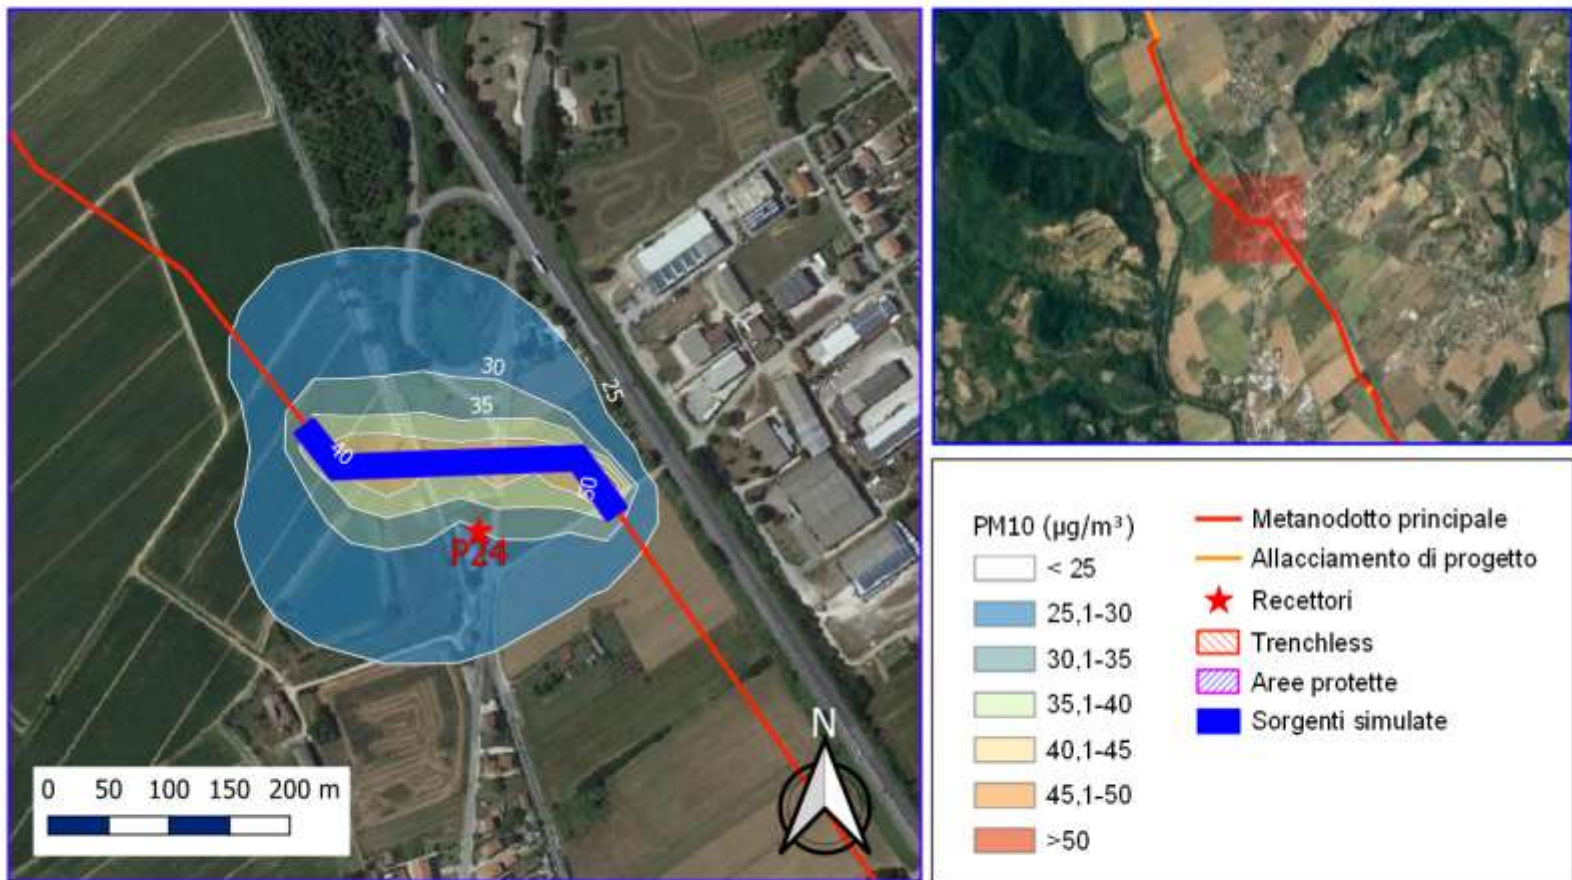 30
25
35
40
50
P24
N
0 50 100 150 200 m
PM10 (µg/m³)
< 25
25,1-30
30,1-35
35,1-40
40,1-45
45,1-50
>50
Metanodotto principale
Allacciamento di progetto
Recettori
Trenchless
Aree protette
Sorgenti simulate